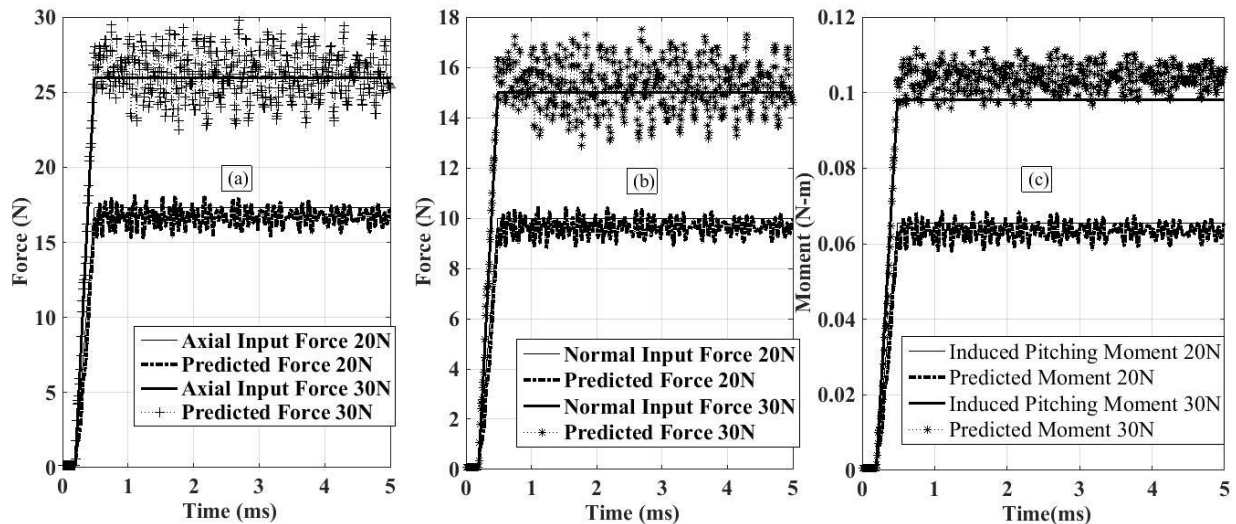 30
25
20
15
10
5
0
Force (N)
(a)
Axial Input Force 20N
Predicted Force 20N
Axial Input Force 30N
Predicted Force 30N
0 1 2 3 4 5
Time (ms)
18
16
14
12
10
8
6
4
2
0
Force (N)
(b)
Normal Input Force 20N
Predicted Force 20N
Normal Input Force 30N
Predicted Force 30N
0 1 2 3 4 5
Time (ms)
0.12
0.1
0.08
0.06
0.04
0.02
0
Moment (N-m)
(c)
Induced Pitching Moment 20N
Predicted Moment 20N
Induced Pitching Moment 30N
Predicted Moment 30N
0 1 2 3 4 5
Time(ms)